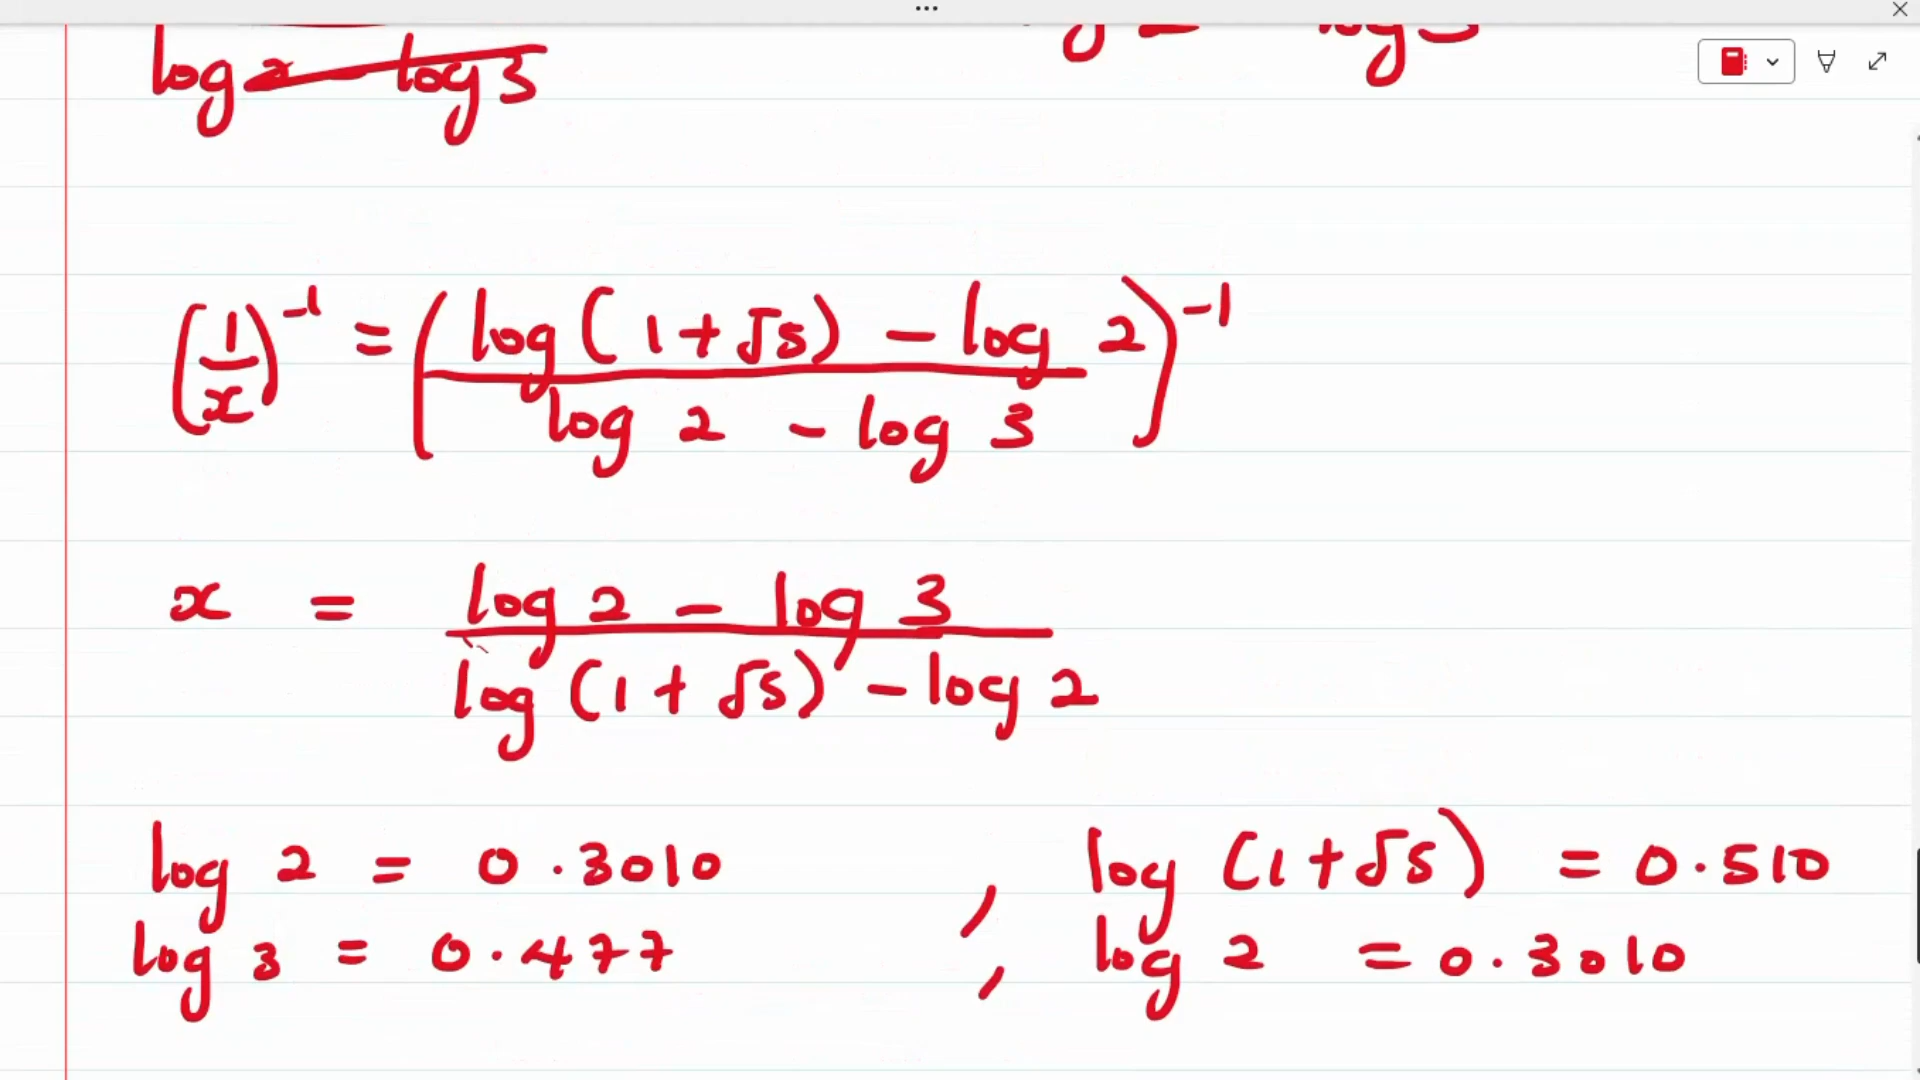 log 2 - log 3
(1/x)^-1 = ((log (1+√5) - log 2)/(log 2 - log 3))^-1
x = (log 2 - log 3)/(log (1+√5) - log 2)
log 2 = 0.3010 , log (1+√5) = 0.510
log 3 = 0.477 , log 2 = 0.3010